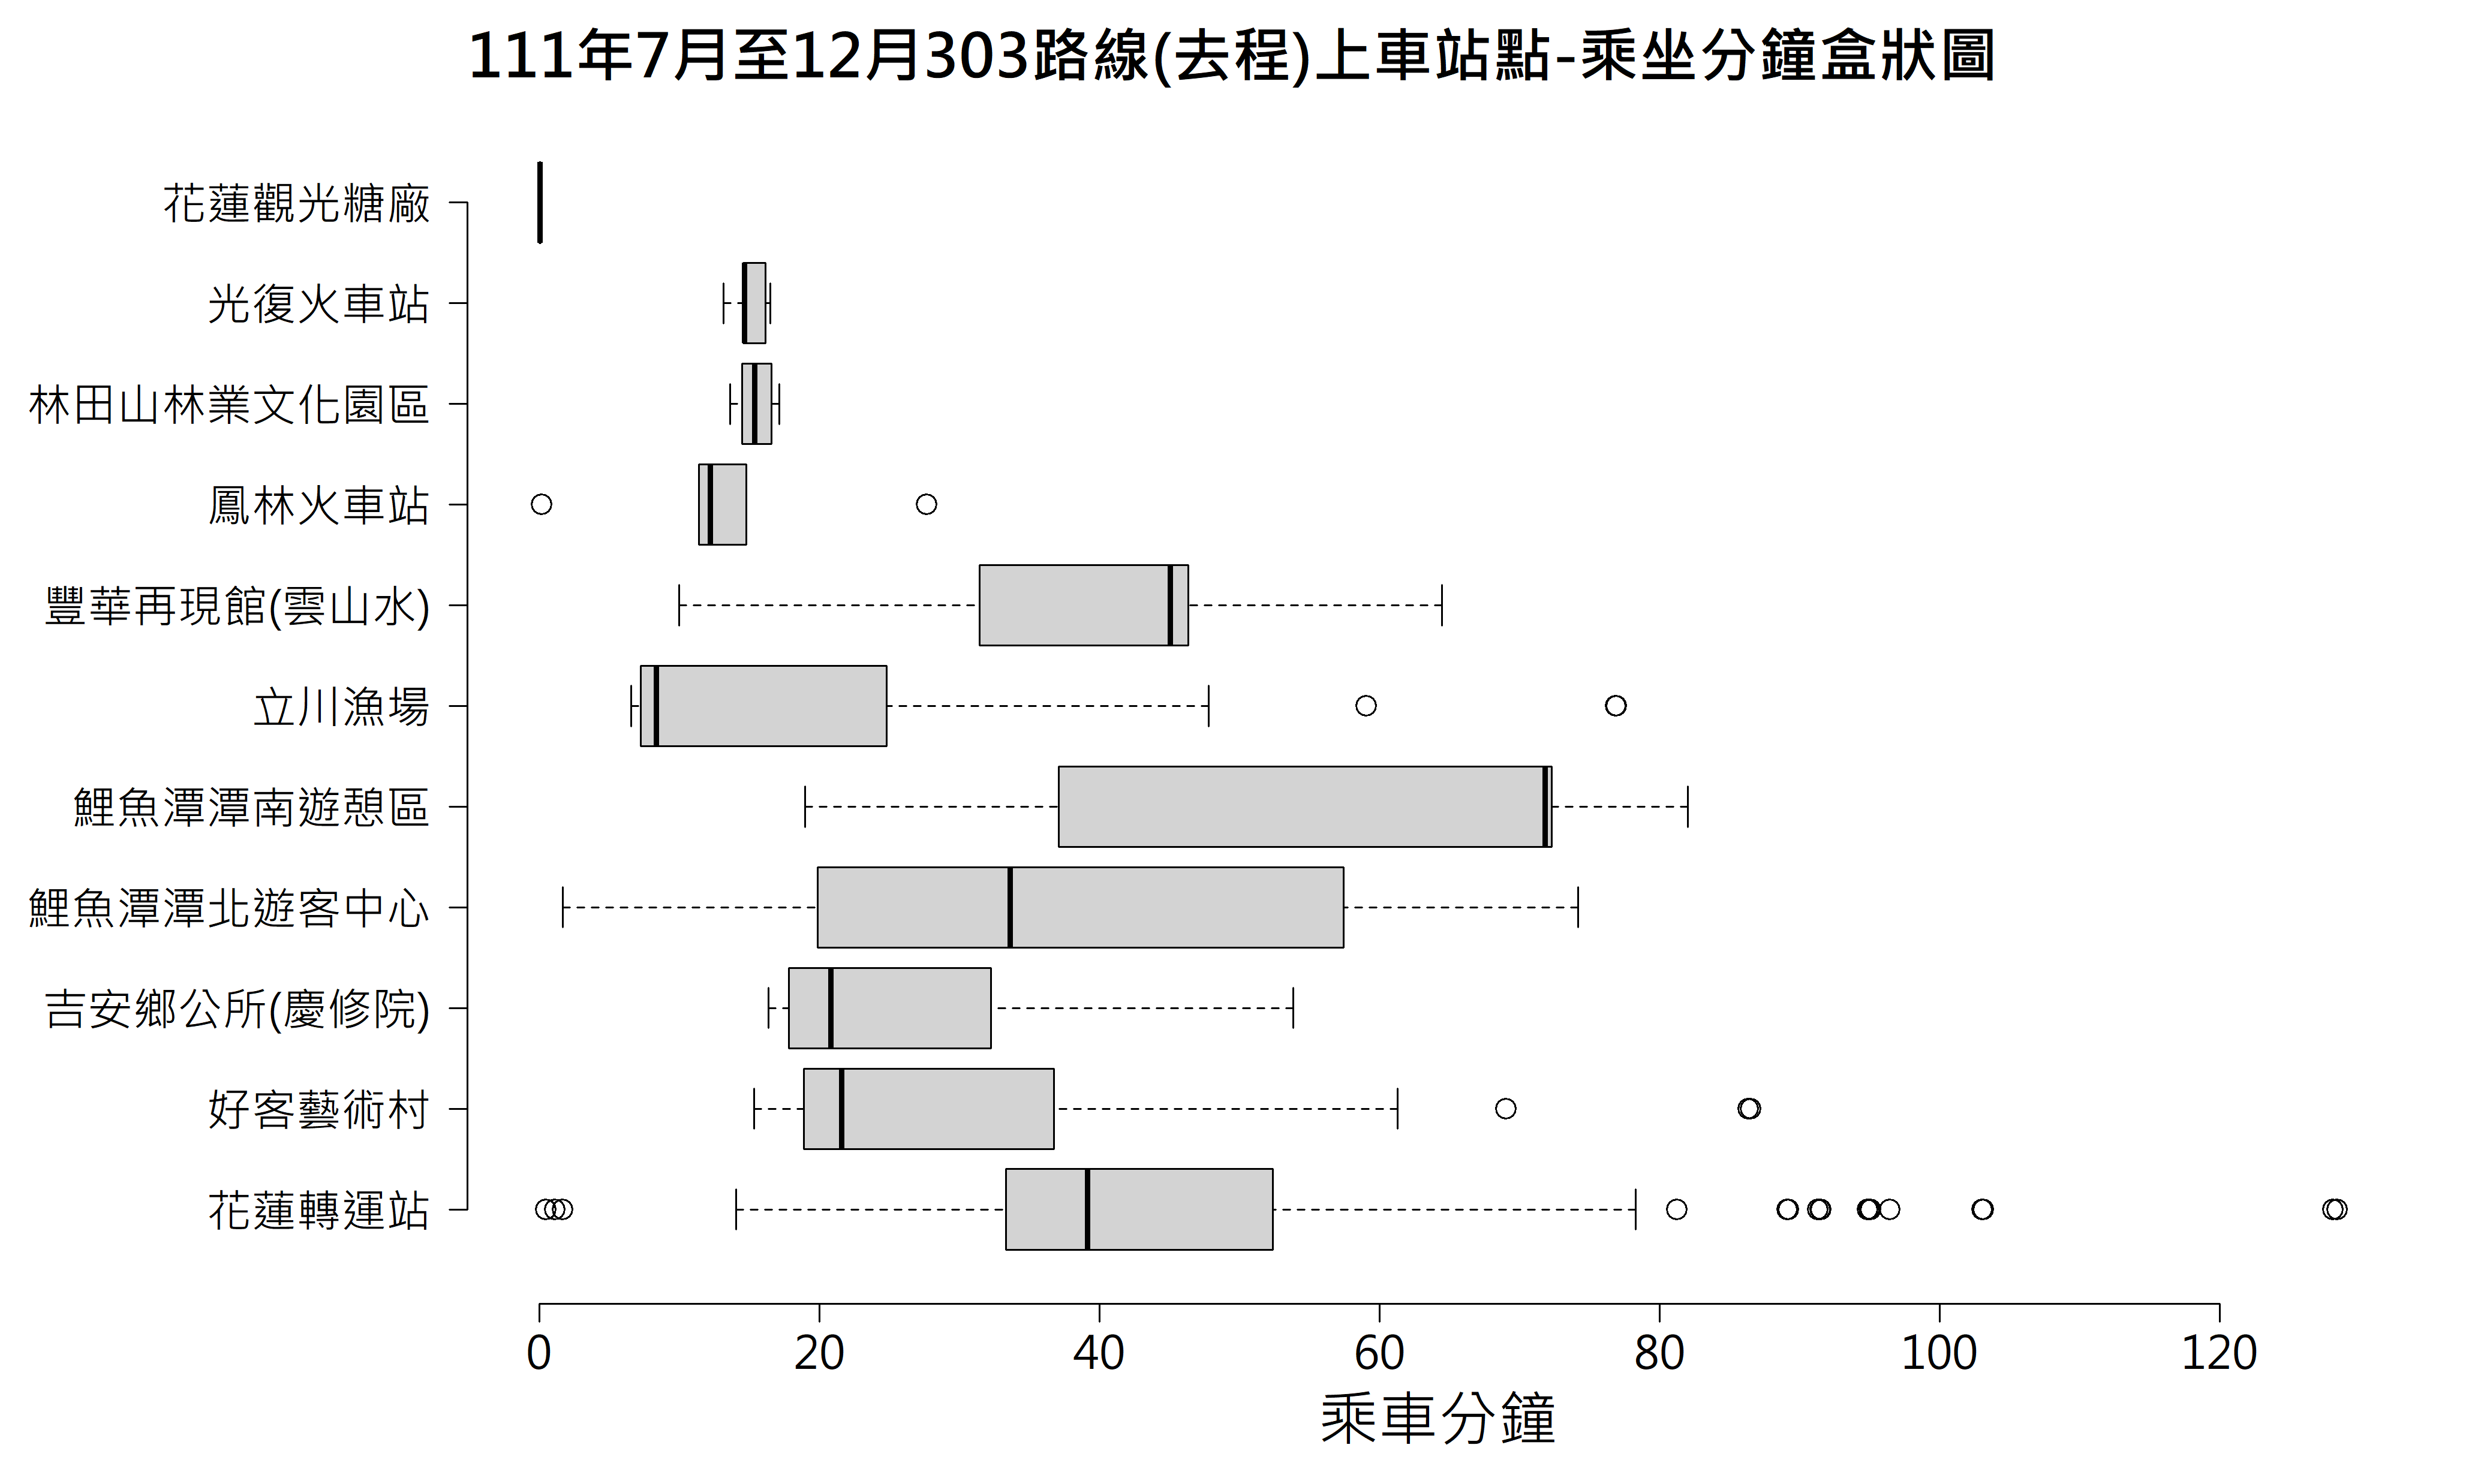 111年7月至12月303路線(去程)上車站點-乘坐分鐘盒狀圖
花蓮觀光糖廠
光復火車站
林田山林業文化園區
鳳林火車站
豐華再現館(雲山水)
立川漁場
鯉魚潭潭南遊憩區
鯉魚潭潭北遊客中心
吉安鄉公所(慶修院)
好客藝術村
花蓮轉運站
0 20 40 60 80 100 120
乘車分鐘